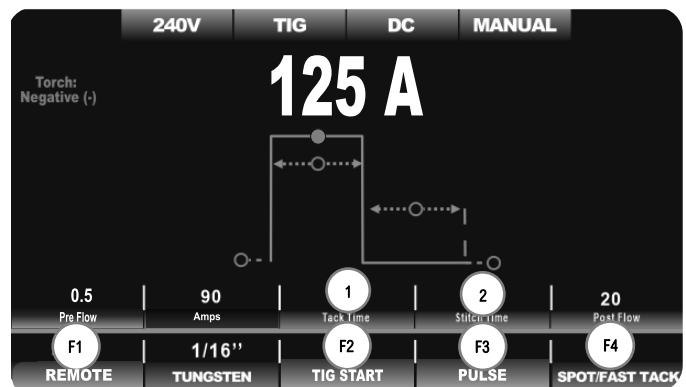 240V TIG DC MANUAL
125 A
Torch:
Negative (-)
0.5 90 1 2 20
Pre Flow Amps Tack Time Stitch Time Post Flow
F1 1/16’’ F2 F3 F4
REMOTE TUNGSTEN TIG START PULSE SPOT/FAST TACK